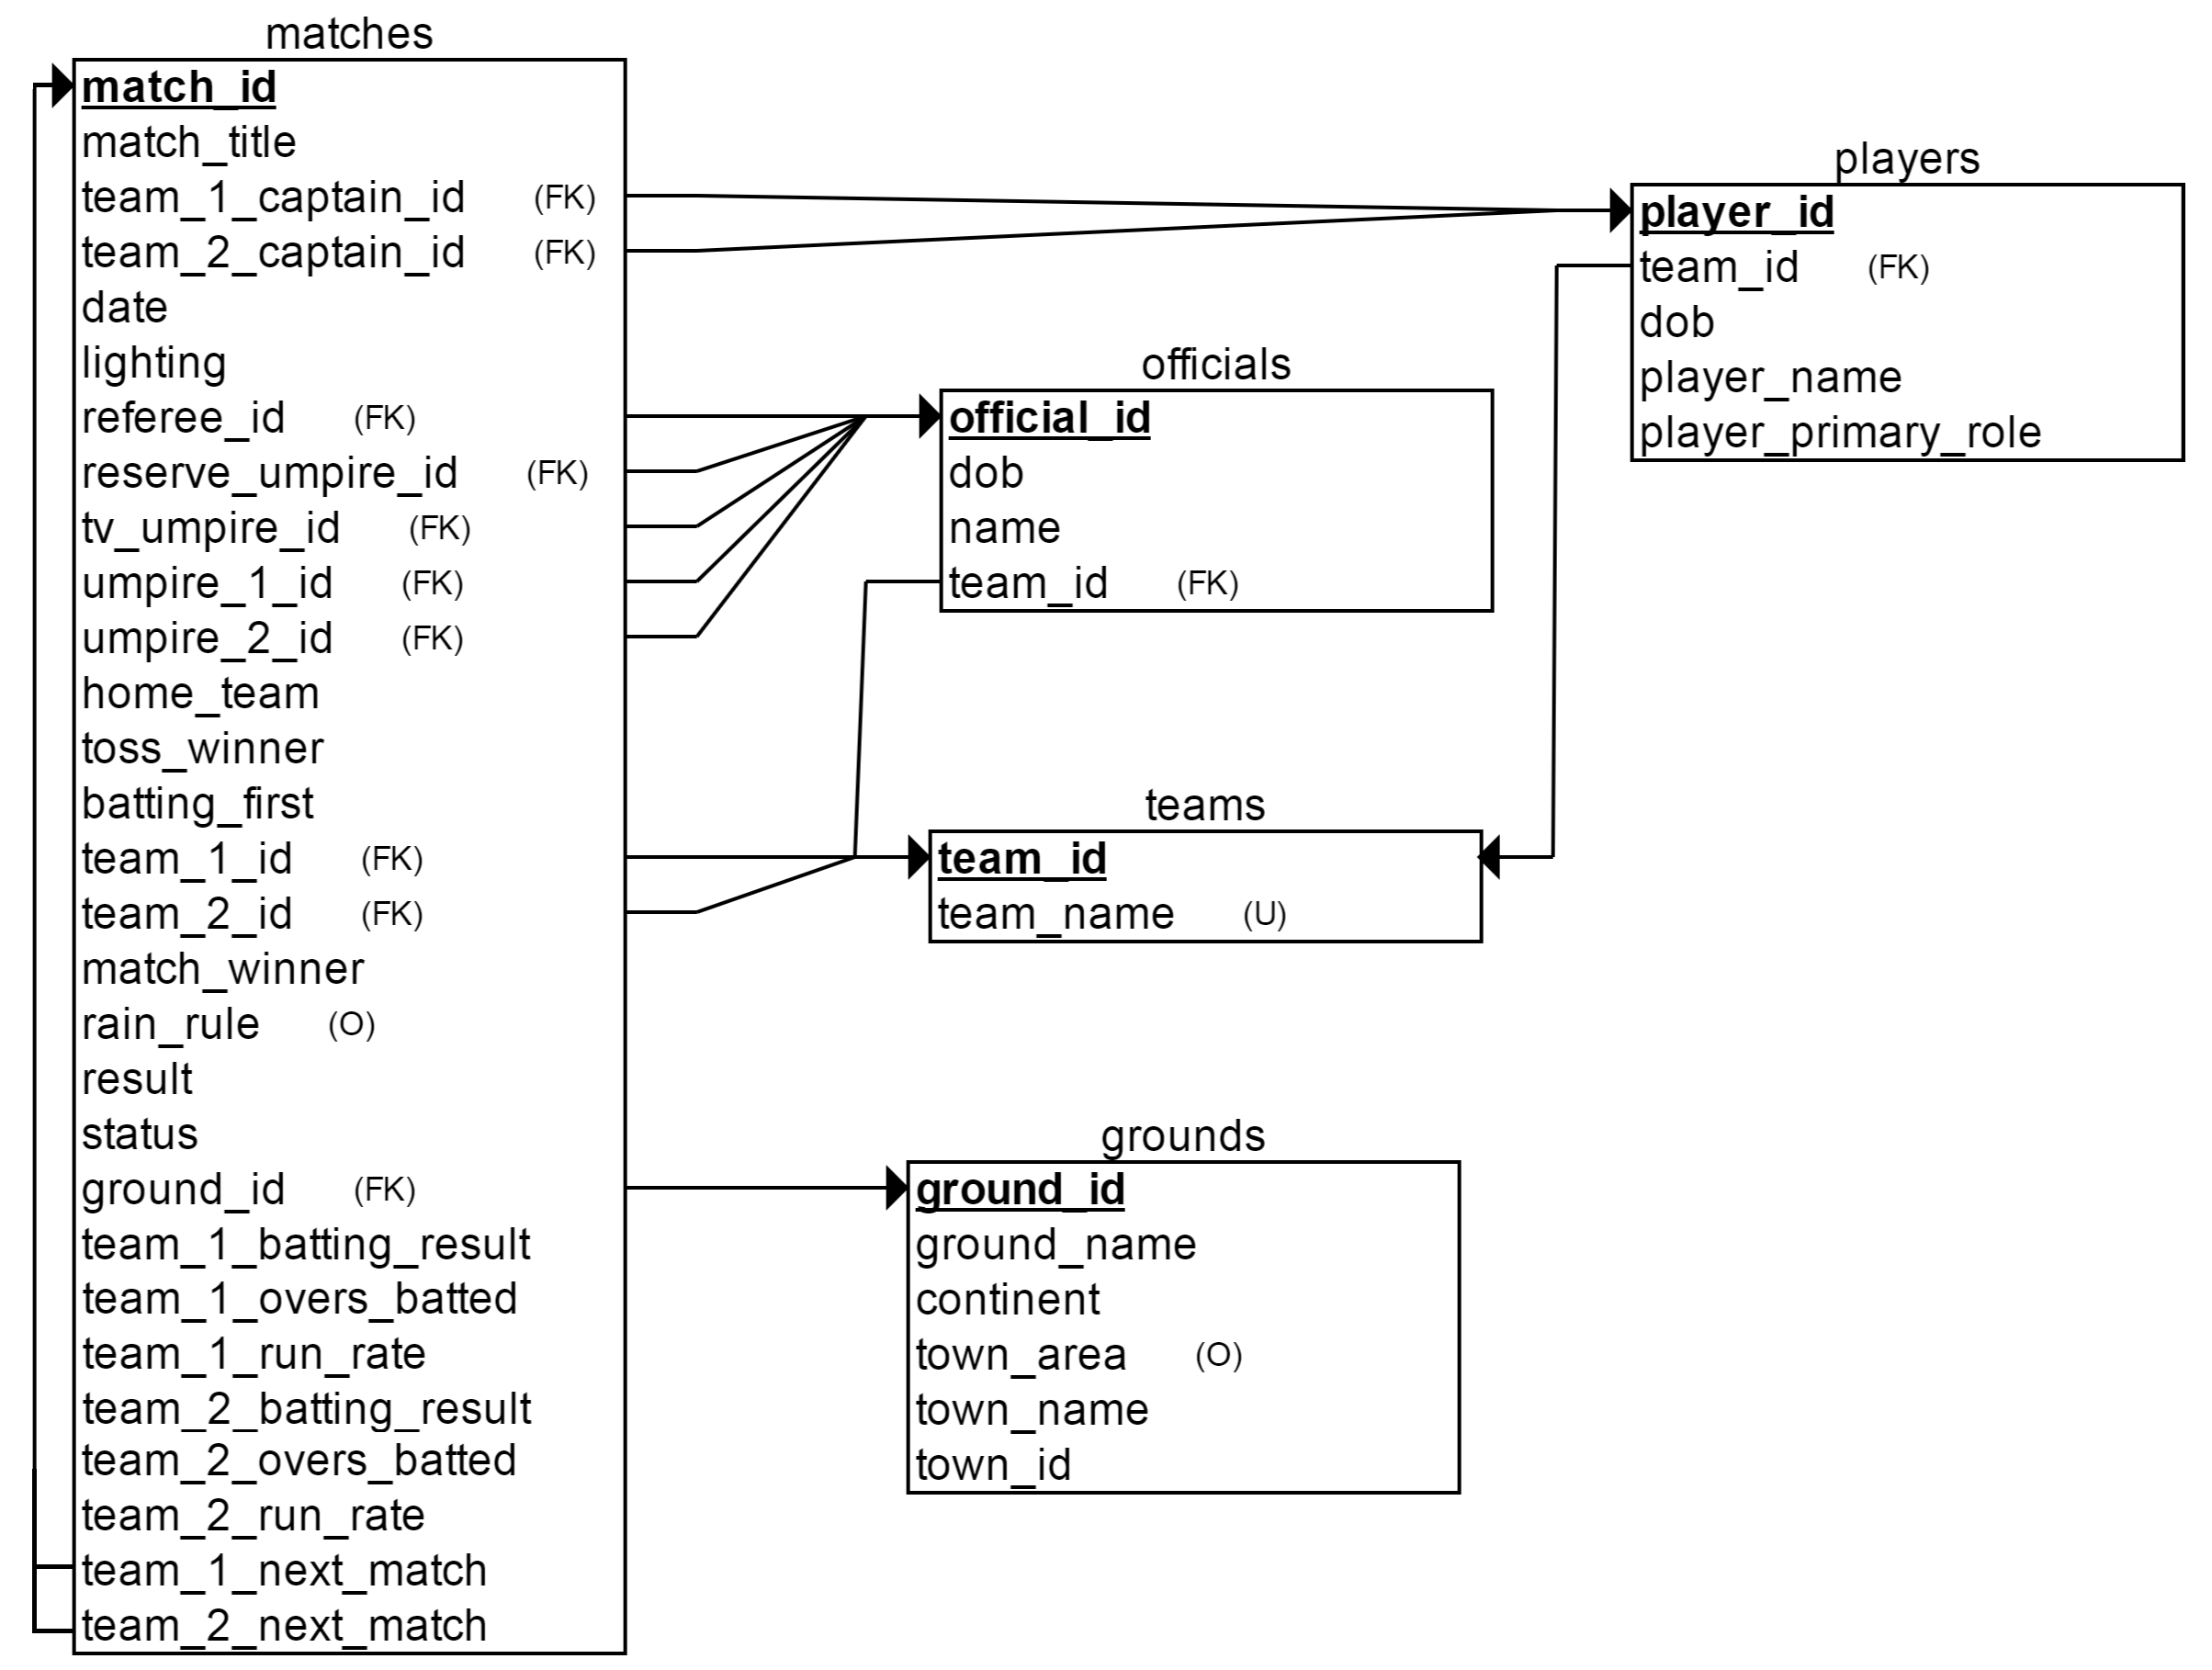 matches
match_id
match_title
team_1_captain_id (FK)
team_2_captain_id (FK)
date
lighting
referee_id (FK)
reserve_umpire_id (FK)
tv_umpire_id (FK)
umpire_1_id (FK)
umpire_2_id (FK)
home_team
toss_winner
batting_first
team_1_id (FK)
team_2_id (FK)
match_winner
rain_rule (O)
result
status
ground_id (FK)
team_1_batting_result
team_1_overs_batted
team_1_run_rate
team_2_batting_result
team_2_overs_batted
team_2_run_rate
team_1_next_match
team_2_next_match
players
player_id
team_id (FK)
dob
player_name
player_primary_role
officials
official_id
dob
name
team_id (FK)
teams
team_id
team_name (U)
grounds
ground_id
ground_name
continent
town_area (O)
town_name
town_id